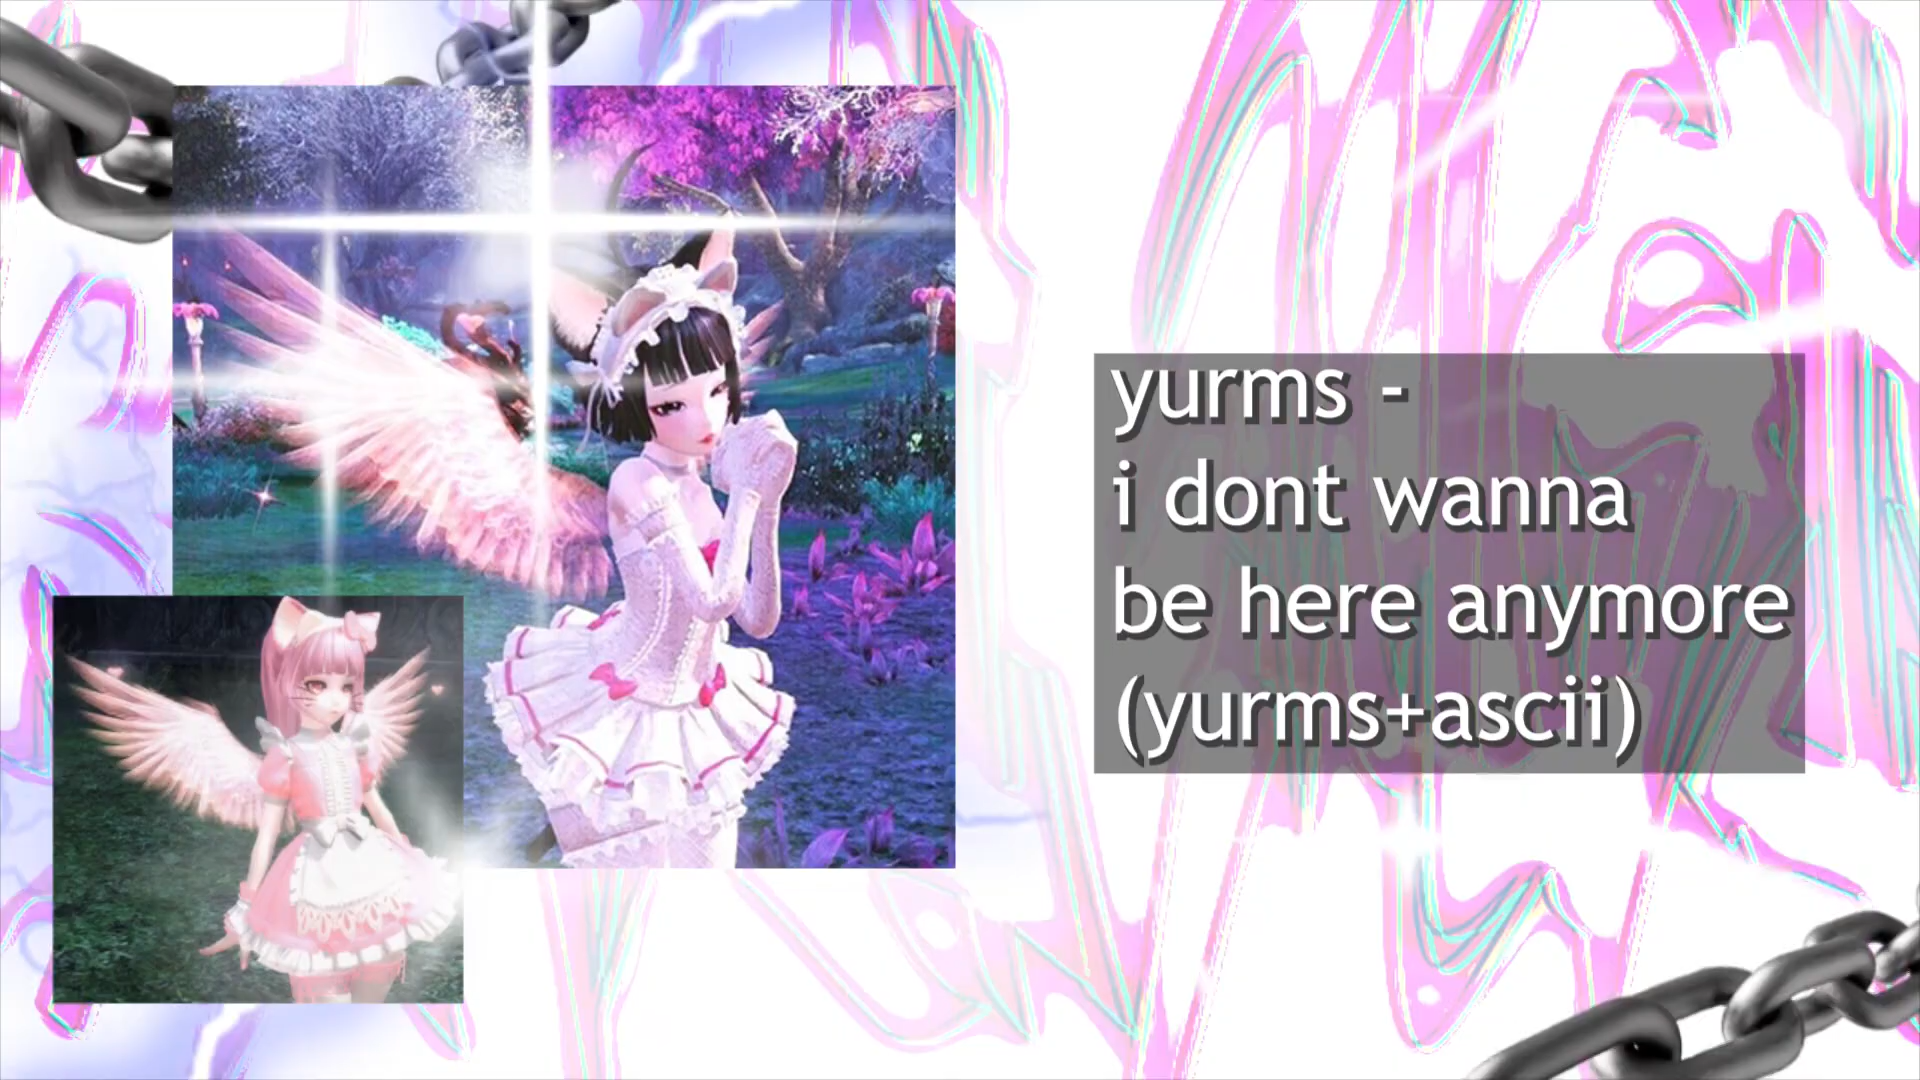 yurms -
i dont wanna
be here anymore
(yurms+ascii)